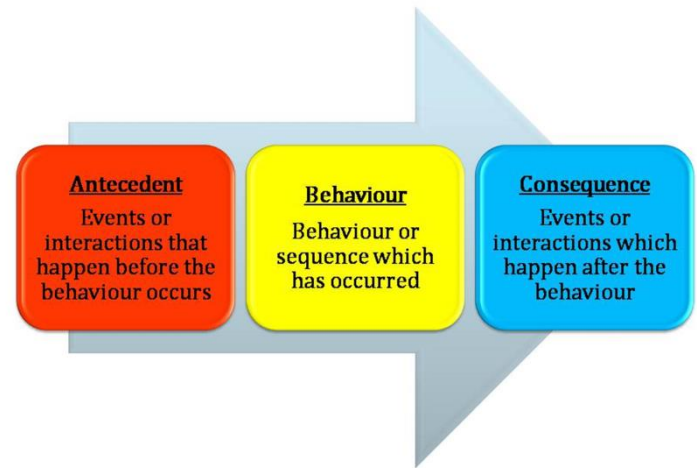 Antecedent
Events or
interactions that
happen before the
behaviour occurs
Behaviour
Behaviour or
sequence which
has occurred
Consequence
Events or
interactions which
happen after the
behaviour